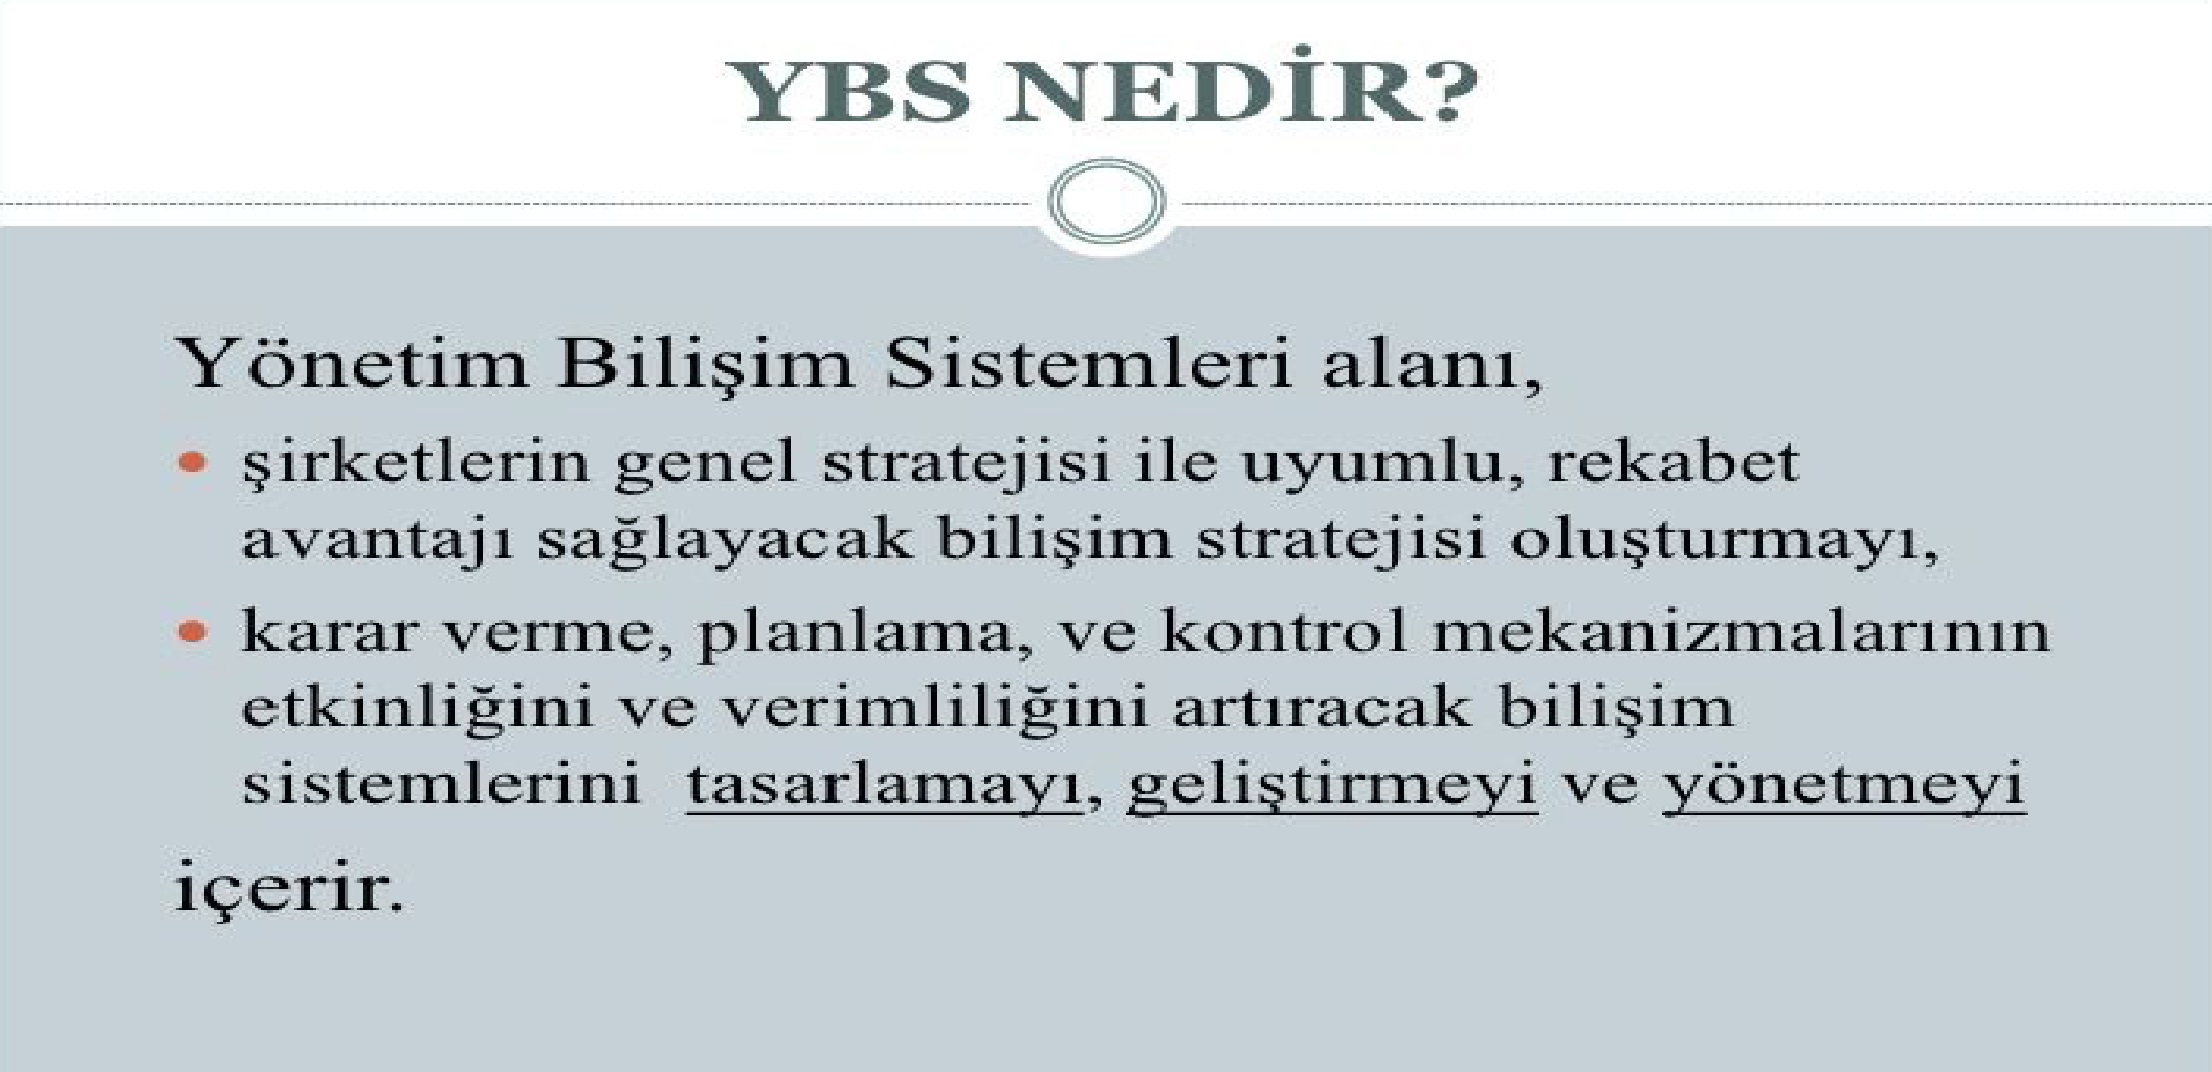 YBS NEDİR?
Yönetim Bilişim Sistemleri alanı,
• şirketlerin genel stratejisi ile uyumlu, rekabet
avantajı sağlayacak bilişim stratejisi oluşturmayı,
• karar verme, planlama, ve kontrol mekanizmalarının
etkinliğini ve verimliliğini artıracak bilişim
sistemlerini tasarlamayı, geliştirmeyi ve yönetmeyi
içerir.